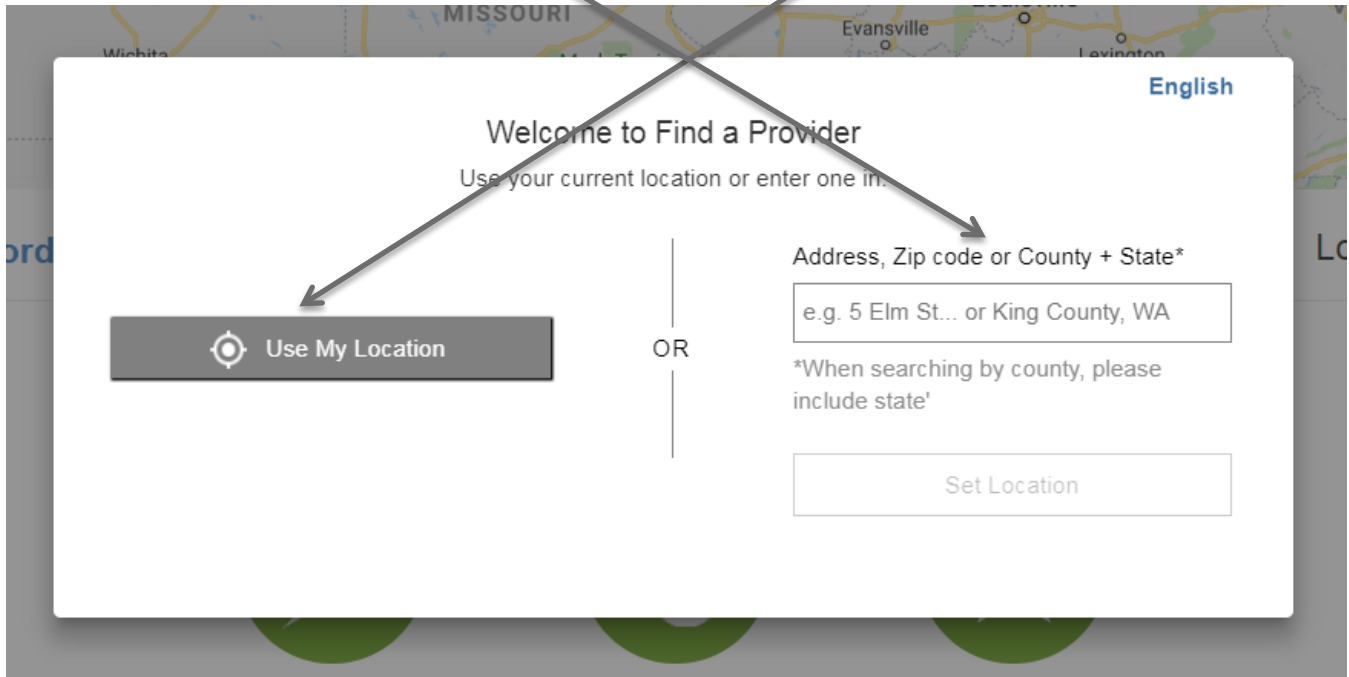 MISSOURI
Evansville
Wichita
Lexington
English
Welcome to Find a Provider
Use your current location or enter one in.
ord
Address, Zip code or County + State*
Lo
e.g. 5 Elm St... or King County, WA
Use My Location
OR
*When searching by county, please
include state'
Set Location